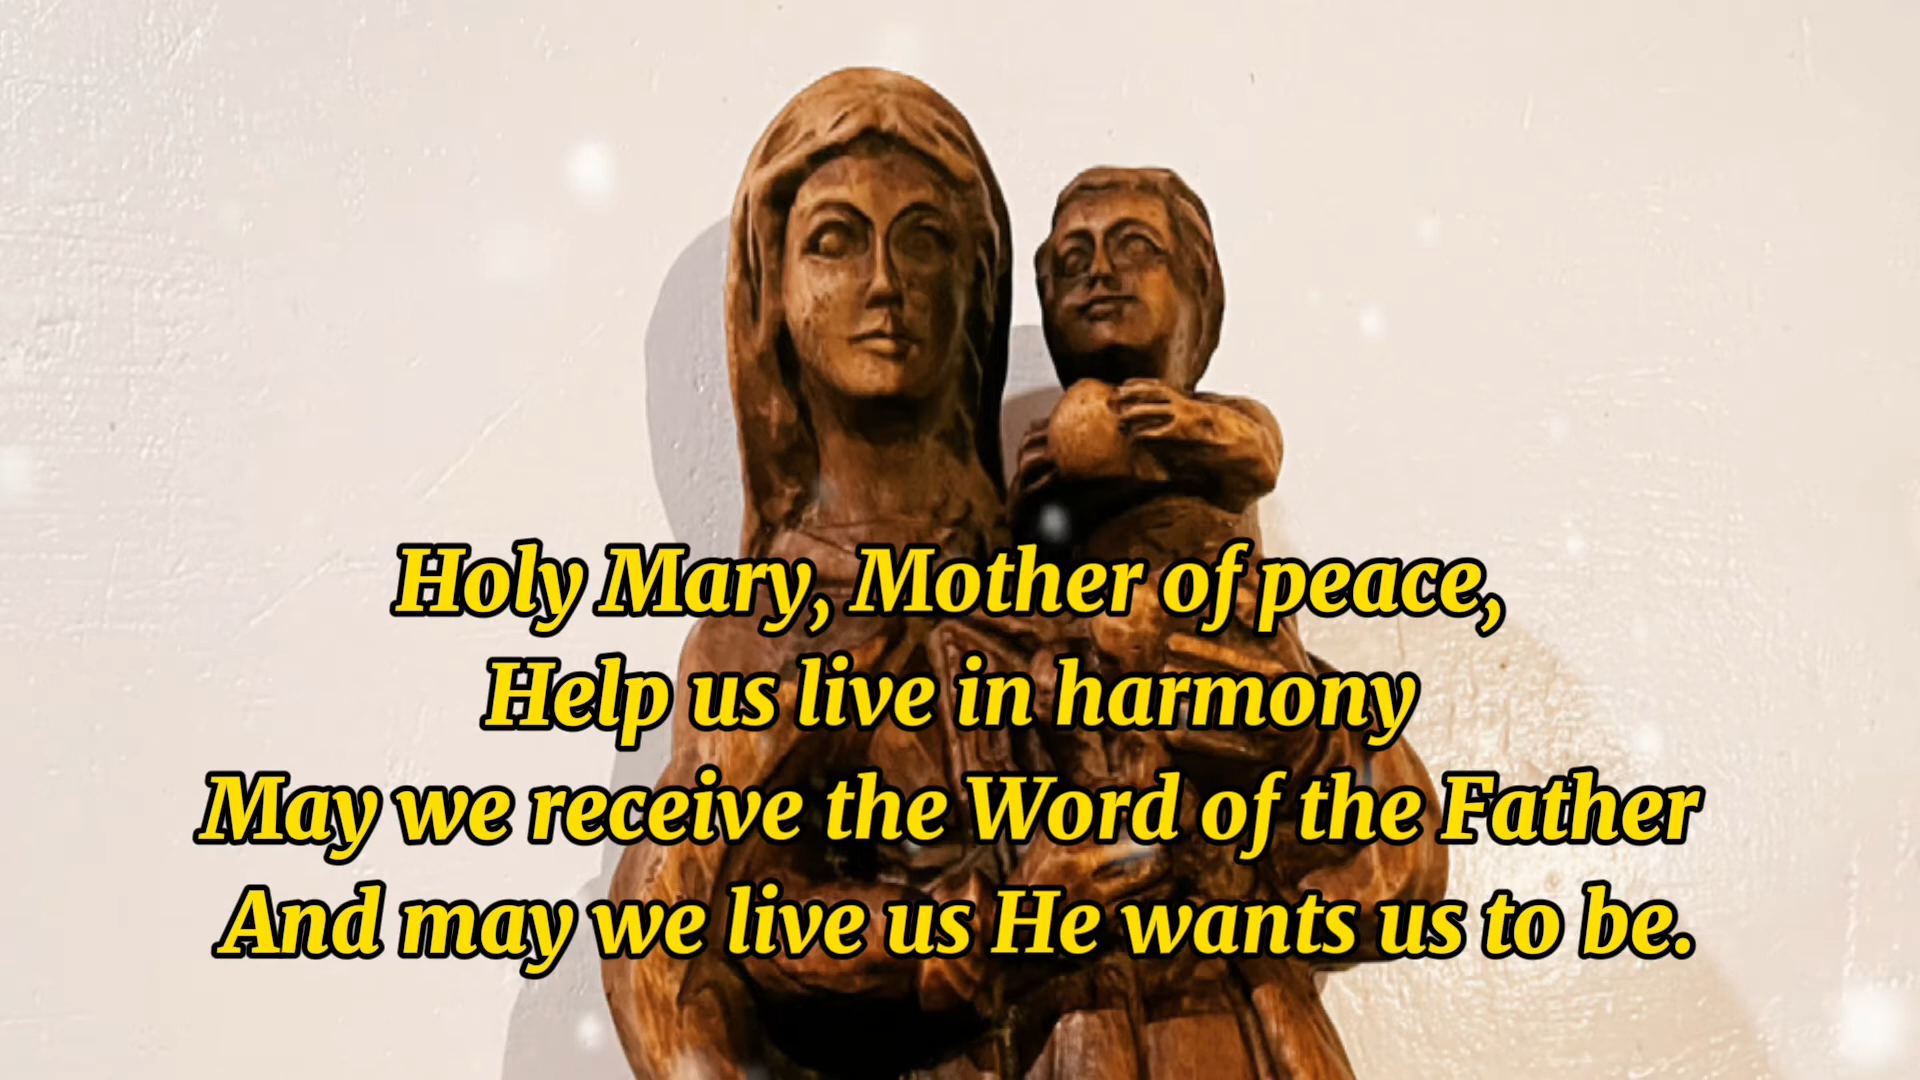 Holy Mary, Mother of peace,
Help us live in harmony
May we receive the Word of the Father
And may we live us He wants us to be.